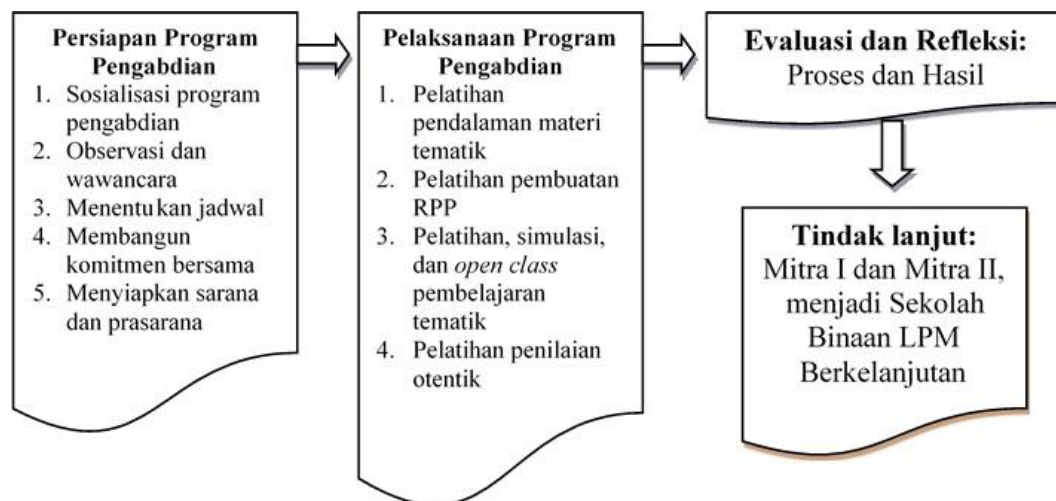 Persiapan Program
Pengabdian
1. Sosialisasi program
pengabdian
2. Observasi dan
wawancara
3. Menentukan jadwal
4. Membangun
komitmen bersama
5. Menyiapkan sarana
dan prasarana
Pelaksanaan Program
Pengabdian
1. Pelatihan
pendalaman materi
tematik
2. Pelatihan pembuatan
RPP
3. Pelatihan, simulasi,
dan open class
pembelajaran
tematik
4. Pelatihan penilaian
otentik
Evaluasi dan Refleksi:
Proses dan Hasil
Tindak lanjut:
Mitra I dan Mitra II,
menjadi Sekolah
Binaan LPM
Berkelanjutan